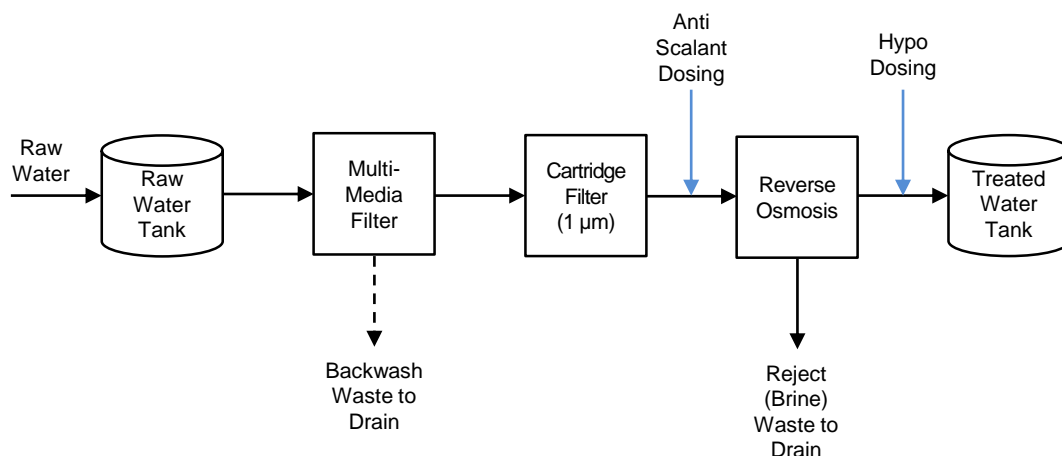 Anti
Scalant
Dosing
Hypo
Dosing
Raw
Water
Raw
Water
Tank
Multi-
Media
Filter
Cartridge
Filter
(1 µm)
Reverse
Osmosis
Treated
Water
Tank
Backwash
Waste to
Drain
Reject
(Brine)
Waste to
Drain